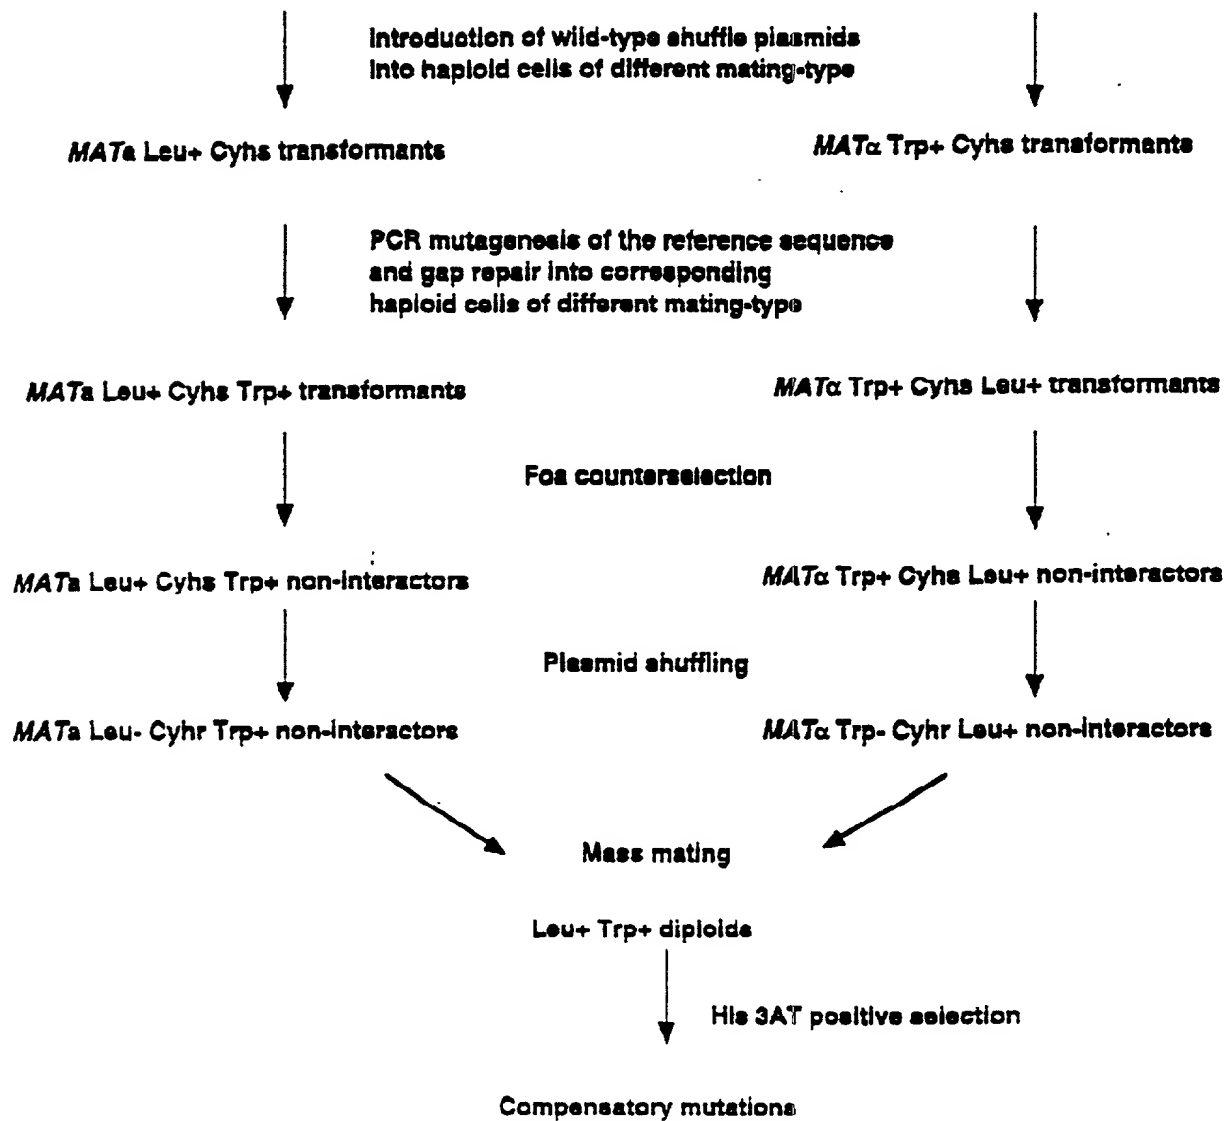 Introduction of wild-type shuffle plasmids
into haploid cells of different mating-type
MATa Leu+ Cyhs transformants
MATα Trp+ Cyhs transformants
PCR mutagenesis of the reference sequence
and gap repair into corresponding
haploid cells of different mating-type
MATa Leu+ Cyhs Trp+ transformants
MATα Trp+ Cyhs Leu+ transformants
Foa counterselection
MATa Leu+ Cyhs Trp+ non-interactors
MATα Trp+ Cyhs Leu+ non-interactors
Plasmid shuffling
MATa Leu- Cyhr Trp+ non-interactors
MATα Trp- Cyhr Leu+ non-interactors
Mass mating
Leu+ Trp+ diploids
His 3AT positive selection
Compensatory mutations